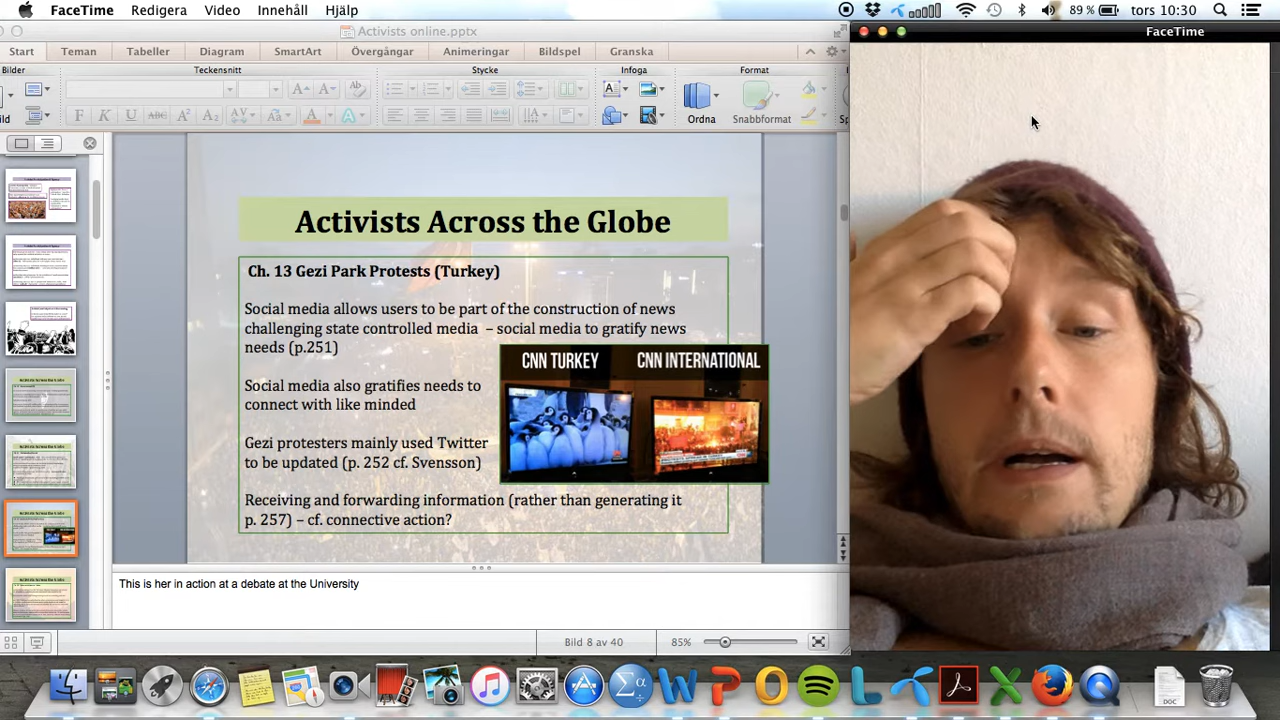 FaceTime Redigera Video Innehåll Hjälp 89 % tors 10:30
Activists online.pptx
FaceTime
Start Teman Tabeller Diagram SmartArt Övergångar Animeringar Bildspel Granska
Bilder Teckensnitt Stycke Infoga Format
F K U ABC A² A₂
Ordna Snabbformat
Activists Across the Globe
Ch. 13 Gezi Park Protests (Turkey)
Social media allows users to be part of the construction of news
challenging state controlled media – social media to gratify news
needs (p.251)
CNN TURKEY CNN INTERNATIONAL
Social media also gratifies needs to
connect with like minded
Gezi protesters mainly used Twitter
to be updated (p. 252 cf. Svensson)
Receiving and forwarding information (rather than generating it
p. 257) – cf. connective action?
This is her in action at a debate at the University
Bild 8 av 40 85%
DOC